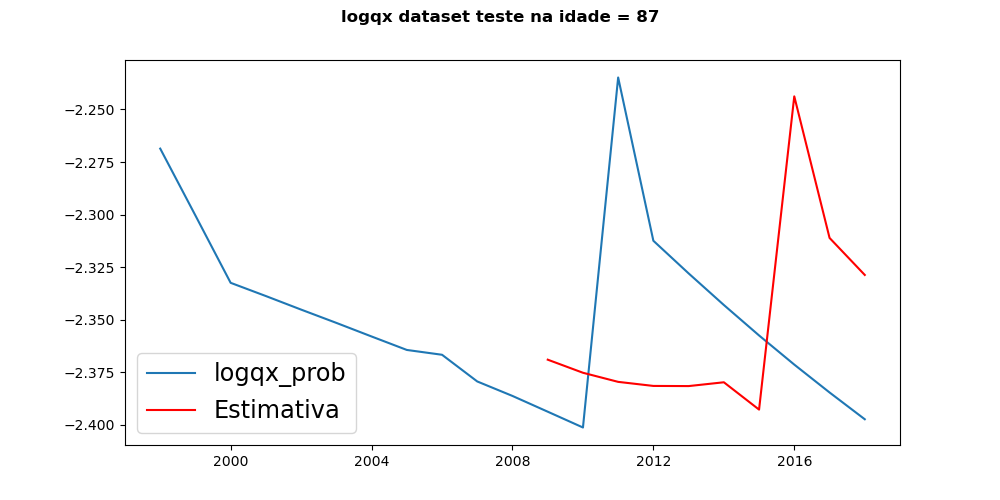 logqx dataset teste na idade = 87
−2.250
−2.275
−2.300
−2.325
−2.350
−2.375
−2.400
logqx_prob
Estimativa
2000 2004 2008 2012 2016